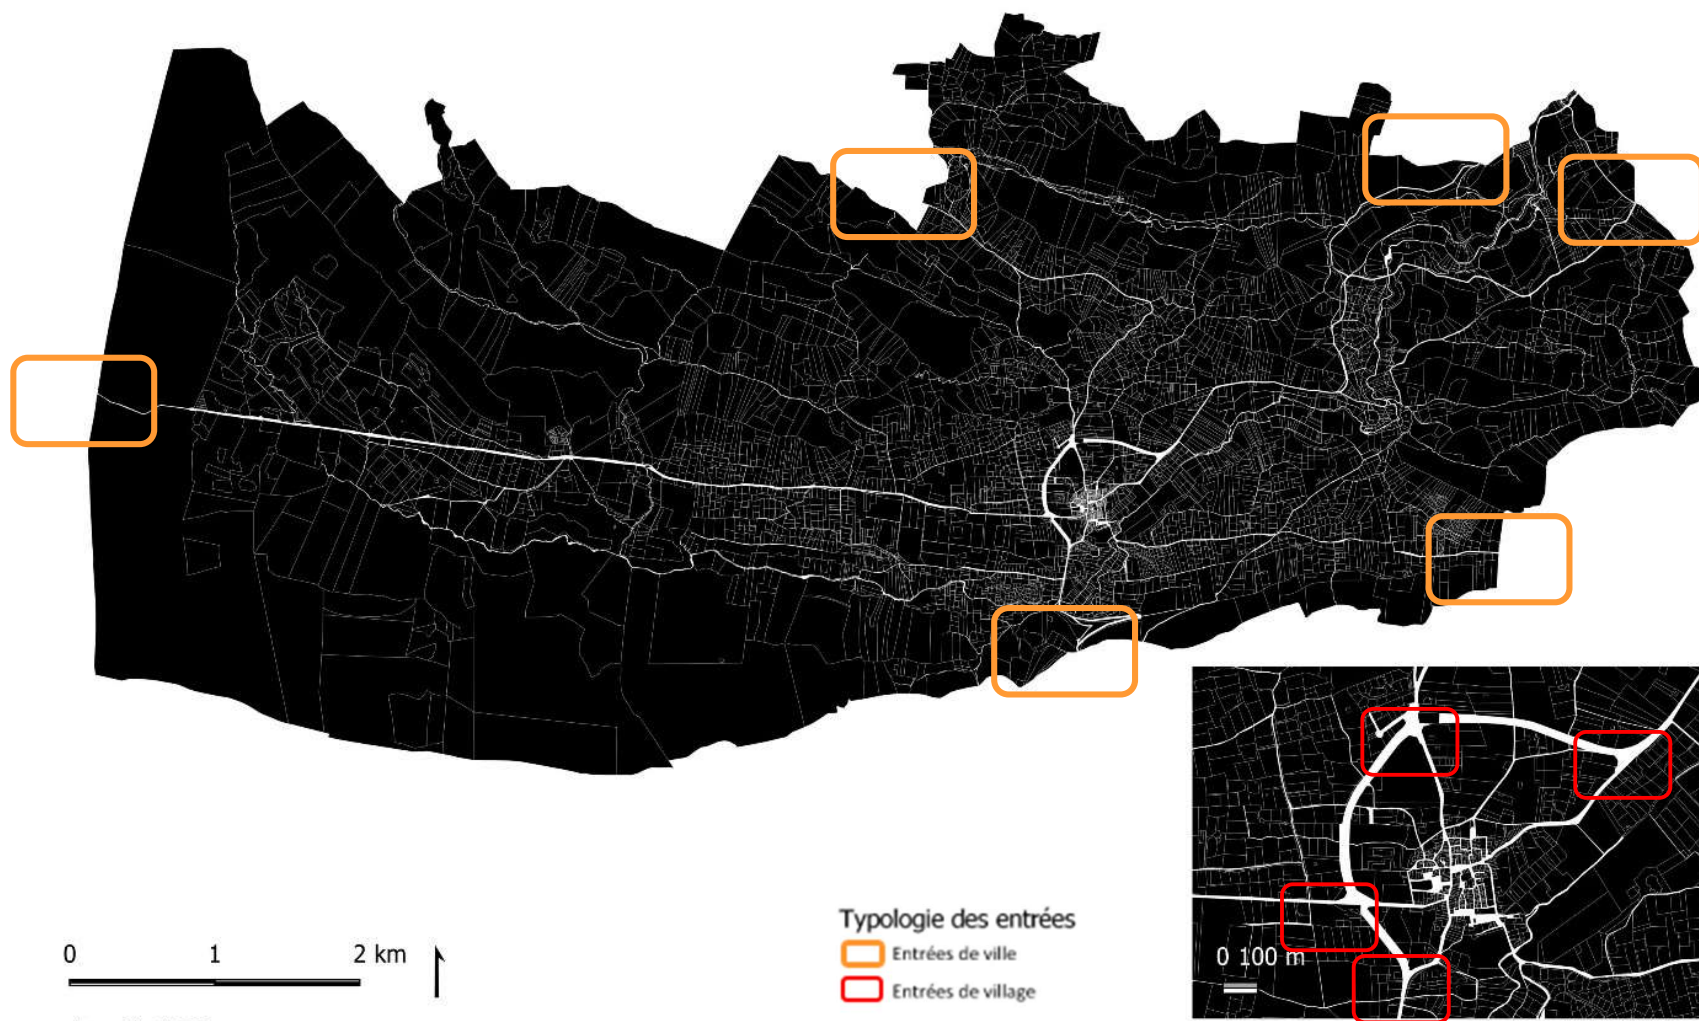 0 1 2 km
Typologie des entrées
Entrées de ville
Entrées de village
0 100 m